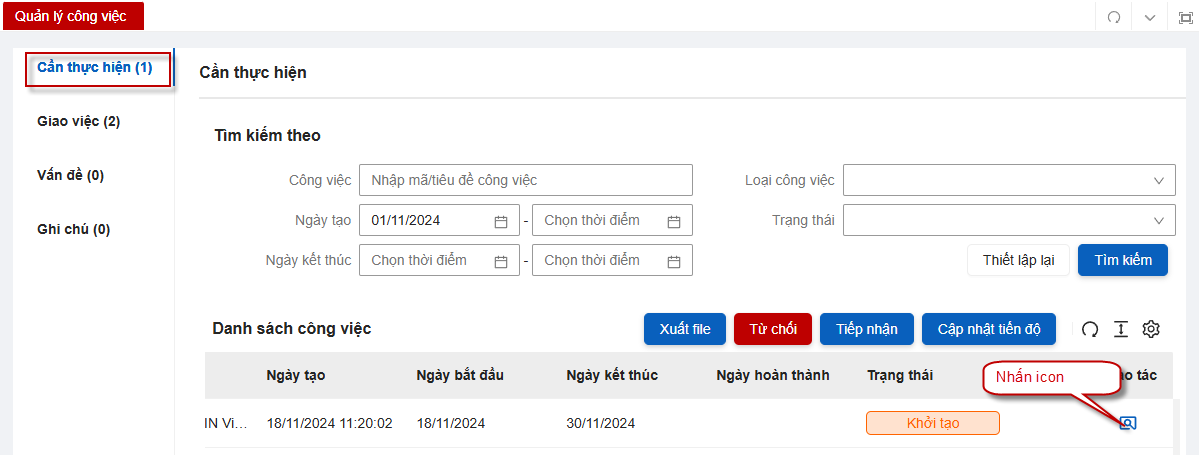 Quản lý công việc
Cần thực hiện (1)
Giao việc (2)
Vấn đề (0)
Ghi chú (0)
Cần thực hiện
Tìm kiếm theo
Công việc Nhập mã/tiêu đề công việc Loại công việc
Ngày tạo 01/11/2024 - Chọn thời điểm Trạng thái
Ngày kết thúc Chọn thời điểm - Chọn thời điểm Thiết lập lại Tìm kiếm
Danh sách công việc Xuất file Từ chối Tiếp nhận Cập nhật tiến độ
Ngày tạo Ngày bắt đầu Ngày kết thúc Ngày hoàn thành Trạng thái Nhấn icon tác
IN Vi... 18/11/2024 11:20:02 18/11/2024 30/11/2024 Khởi tạo